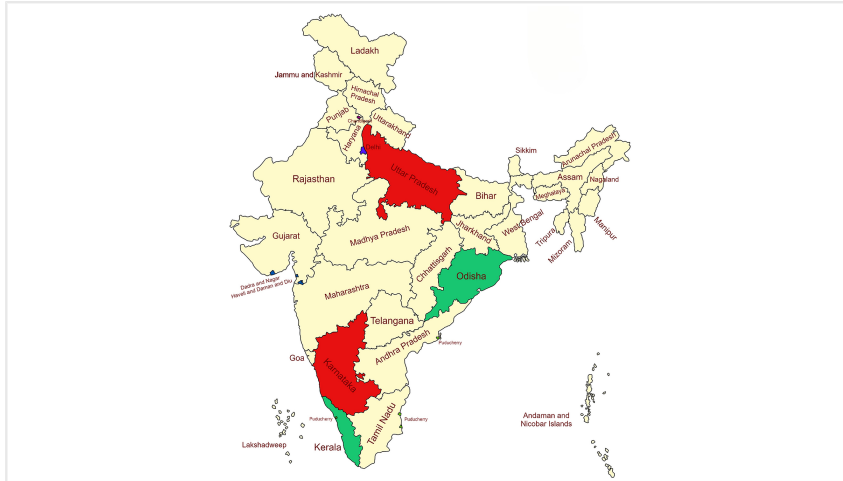 Ladakh
Jammu and Kashmir
Himachal
Pradesh
Punjab
Uttarakhand
Haryana
Delhi
Uttar Pradesh
Sikkim
Arunachal Pradesh
Assam
Nagaland
Meghalaya
Rajasthan
Bihar
Manipur
Tripura
Mizoram
West Bengal
Jharkhand
Gujarat
Madhya Pradesh
Chhattisgarh
Odisha
Dadra and Nagar
Haveli and Daman and Diu
Maharashtra
Telangana
Andhra Pradesh
Puducherry
Goa
Karnataka
Puducherry
Puducherry
Tamil Nadu
Kerala
Lakshadweep
Andaman and
Nicobar Islands